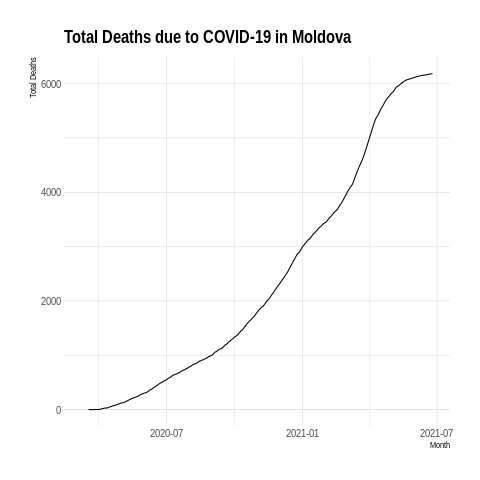 Total Deaths due to COVID-19 in Moldova
Total Deaths
6000
4000
2000
0
2020-07
2021-01
2021-07
Month